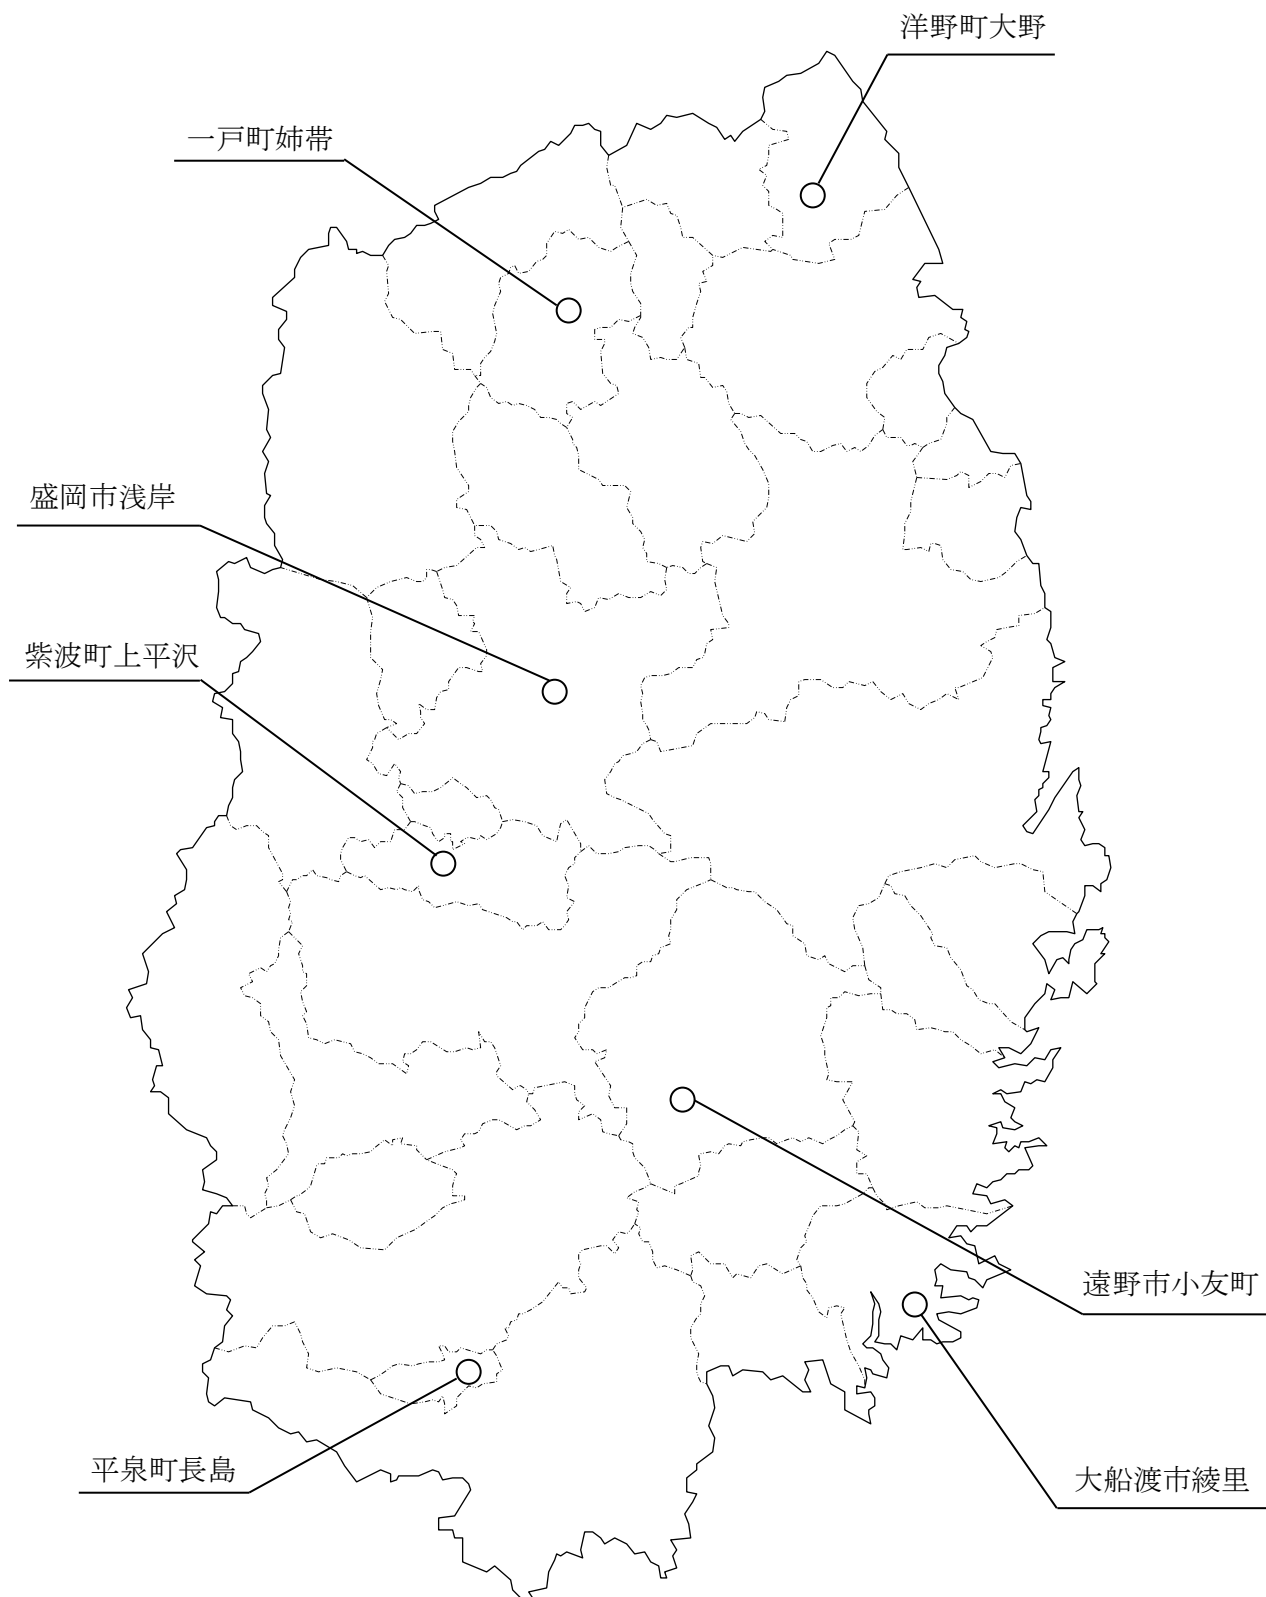 洋野町大野
一戸町姉帯
盛岡市浅岸
紫波町上平沢
遠野市小友町
平泉町長島
大船渡市綾里